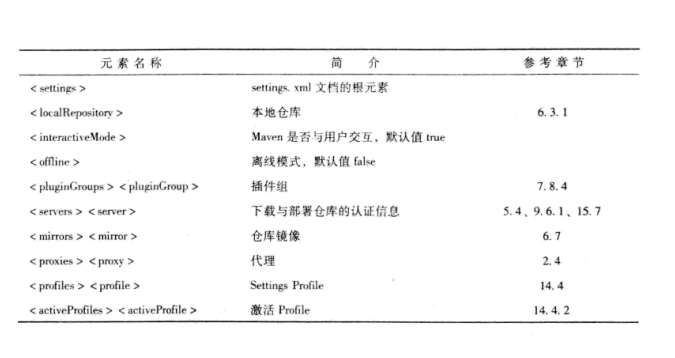 元素名称 简 介 参考章节
< settings > settings. xml 文档的根元素
< localRepository > 本地仓库 6. 3. 1
< interactiveMode > Maven 是否与用户交互，默认值 true
< offline > 离线模式，默认值 false
< pluginGroups > < pluginGroup > 插件组 7. 8. 4
< servers > < server > 下载与部署仓库的认证信息 5. 4、9. 6. 1、15. 7
< mirrors > < mirror > 仓库镜像 6. 7
< proxies > < proxy > 代理 2. 4
< profiles > < profile > Settings Profile 14. 4
< activeProfiles > < activeProfile > 激活 Profile 14. 4. 2